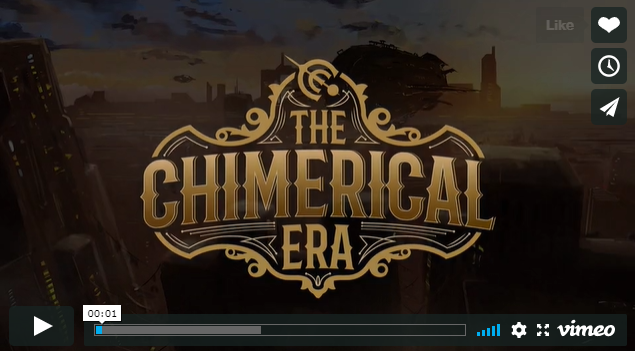 Like
THE
CHIMERICAL
ERA
00:01
vimeo